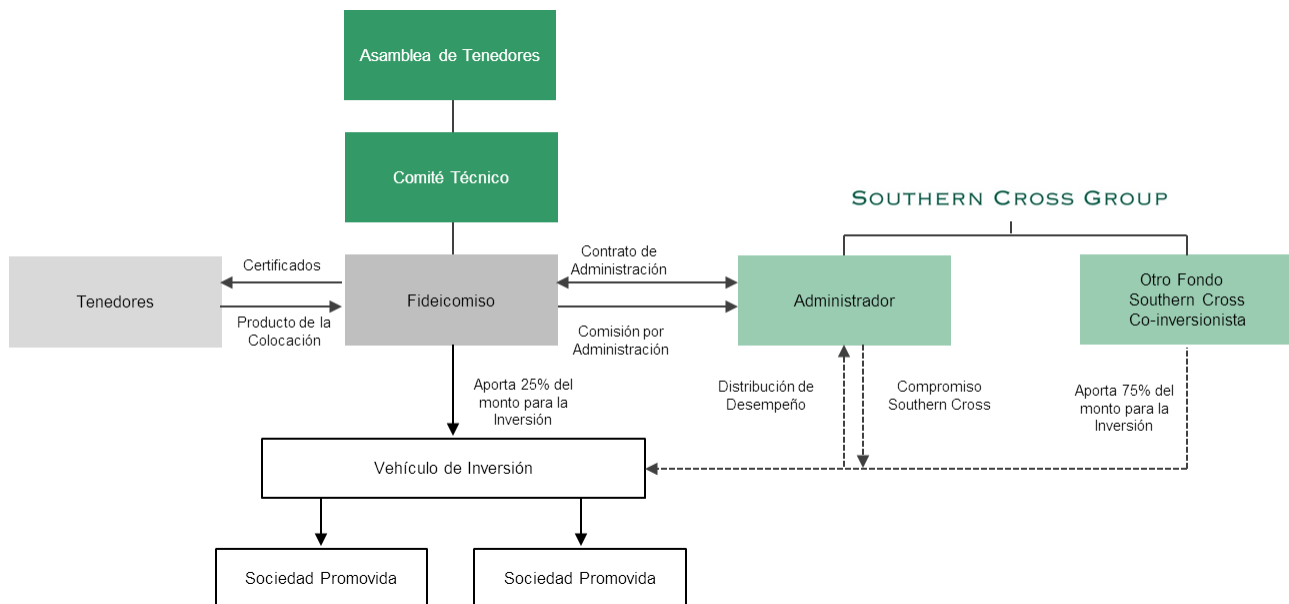 Asamblea de Tenedores
Comité Técnico
SOUTHERN CROSS GROUP
Tenedores
Certificados
Producto de la
Colocación
Fideicomiso
Contrato de
Administración
Comisión por
Administración
Administrador
Otro Fondo
Southern Cross
Co-inversionista
Aporta 25% del
monto para la
Inversión
Distribución de
Desempeño
Compromiso
Southern Cross
Aporta 75% del
monto para la
Inversión
Vehículo de Inversión
Sociedad Promovida
Sociedad Promovida